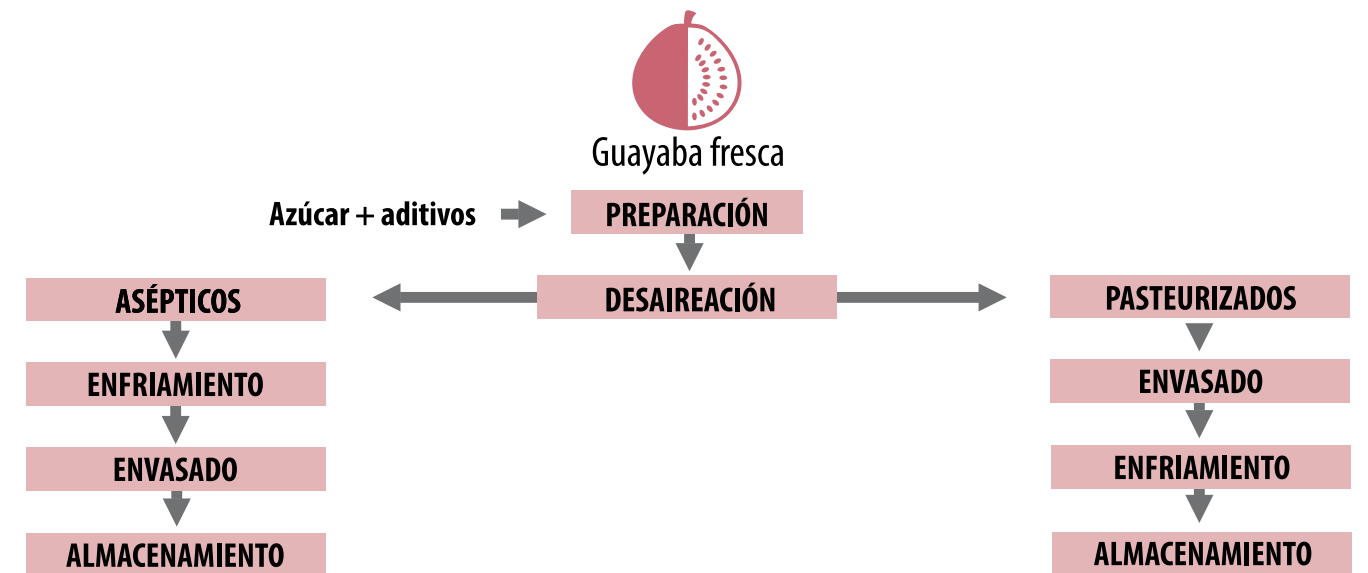 Guayaba fresca
Azúcar + aditivos
PREPARACIÓN
DESAIREACIÓN
ASÉPTICOS
ENFRIAMIENTO
ENVASADO
ALMACENAMIENTO
PASTEURIZADOS
ENVASADO
ENFRIAMIENTO
ALMACENAMIENTO